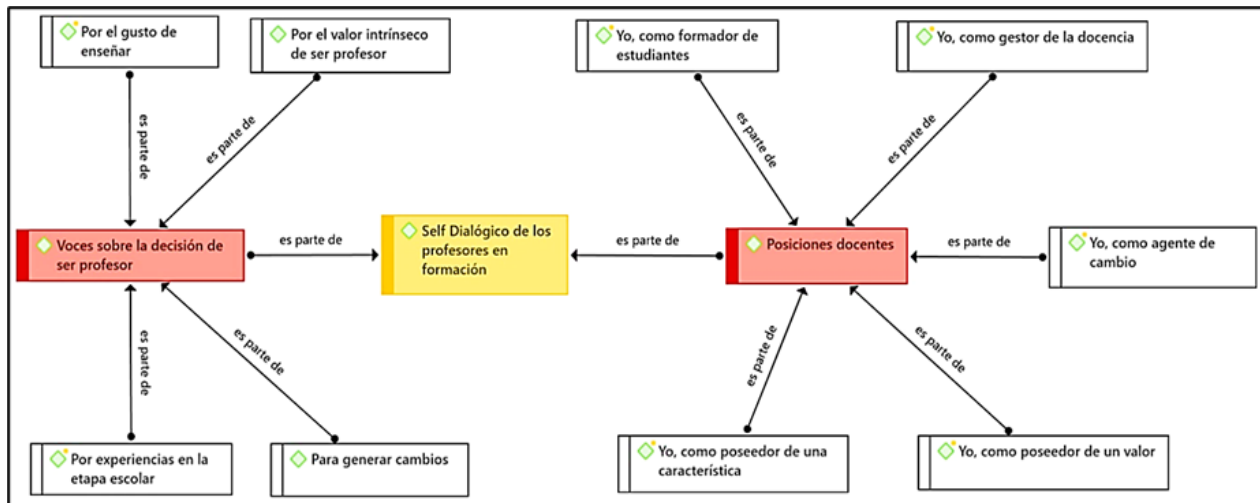 Por el gusto de
enseñar
Por el valor intrínseco
de ser profesor
Yo, como formador de
estudiantes
Yo, como gestor de la docencia
es parte de
es parte de
es parte de
es parte de
Voces sobre la decisión de
ser profesor
es parte de
Self Dialógico de los
profesores en
formación
es parte de
Posiciones docentes
es parte de
Yo, como agente de
cambio
es parte de
es parte de
es parte de
es parte de
Por experiencias en la
etapa escolar
Para generar cambios
Yo, como poseedor de una
característica
Yo, como poseedor de un valor